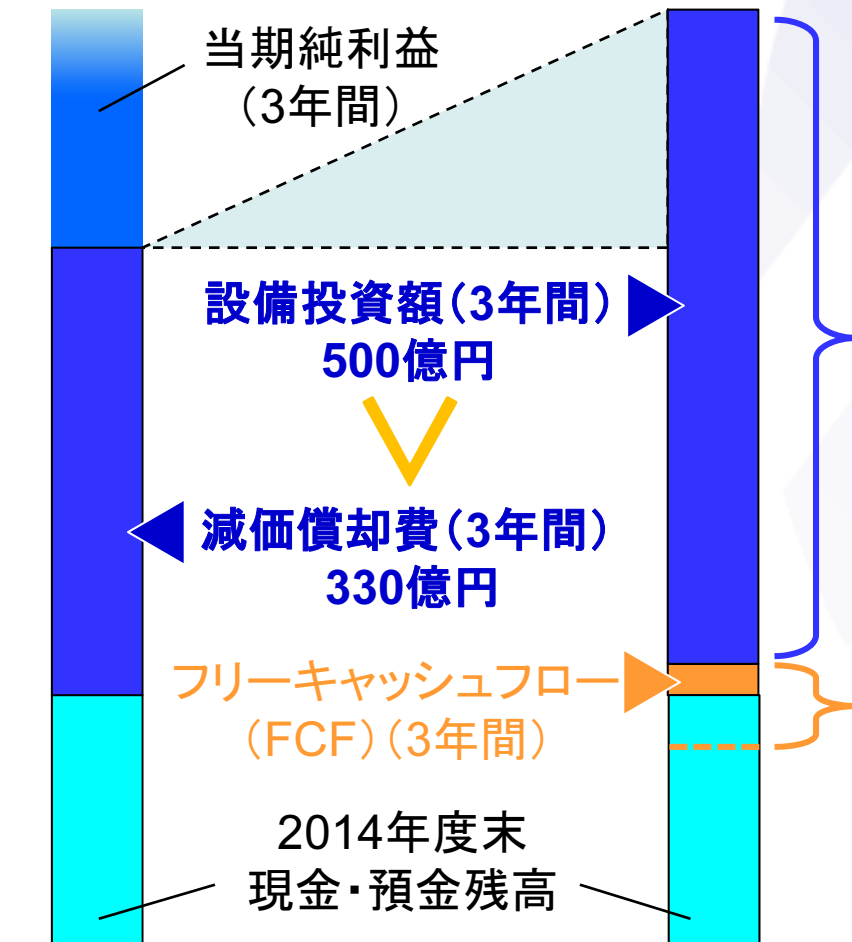 当期純利益
(3年間)
設備投資額(3年間)
500億円
減価償却費(3年間)
330億円
フリーキャッシュフロー
(FCF)(3年間)
2014年度末
現金・預金残高